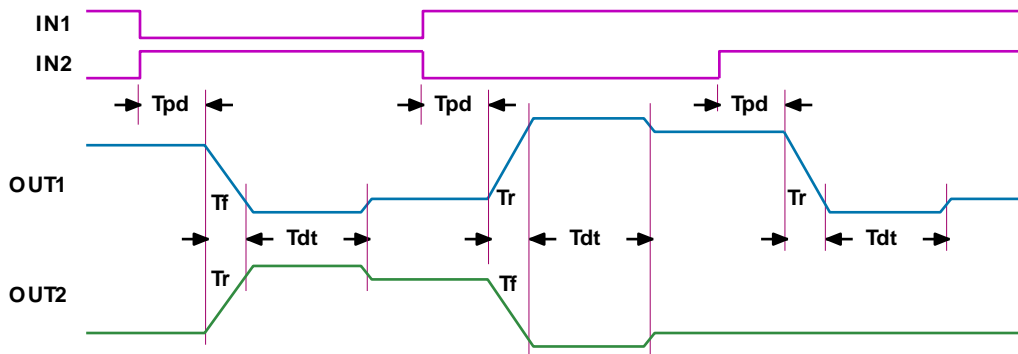 IN1
IN2
Tpd Tpd Tpd
OUT1
Tf Tr Tr
Tdt Tdt Tdt
Tr Tf
OUT2